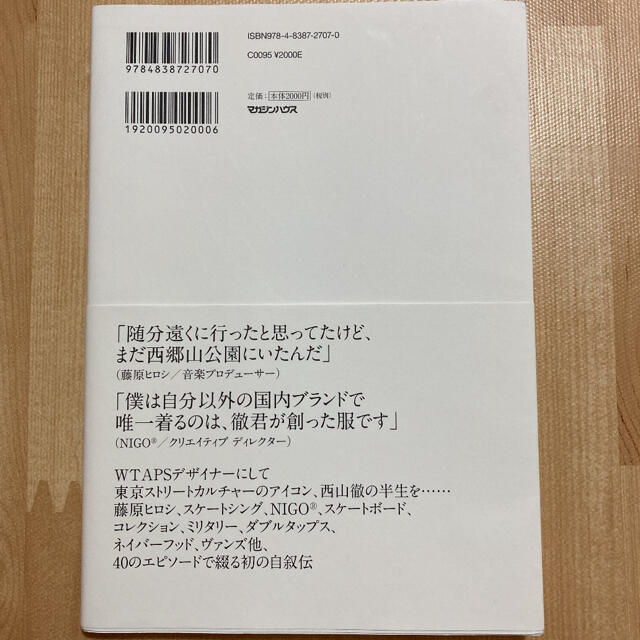 ISBN978-4-8387-2707-0
C0095 ¥2000E
9784838727070
定価：本体2000円（税別）
マガジンハウス
1920095020006
「随分遠くに行ったと思ってたけど、
まだ西郷山公園にいたんだ」
（藤原ヒロシ／音楽プロデューサー）
「僕は自分以外の国内ブランドで
唯一着るのは、徹君が創った服です」
（NIGO®／クリエイティブ ディレクター）
WTAPSデザイナーにして
東京ストリートカルチャーのアイコン、西山徹の半生を……
藤原ヒロシ、スケートシング、NIGO®、スケートボード、
コレクション、ミリタリー、ダブルタップス、
ネイバーフッド、ヴァンズ他、
40のエピソードで綴る初の自叙伝